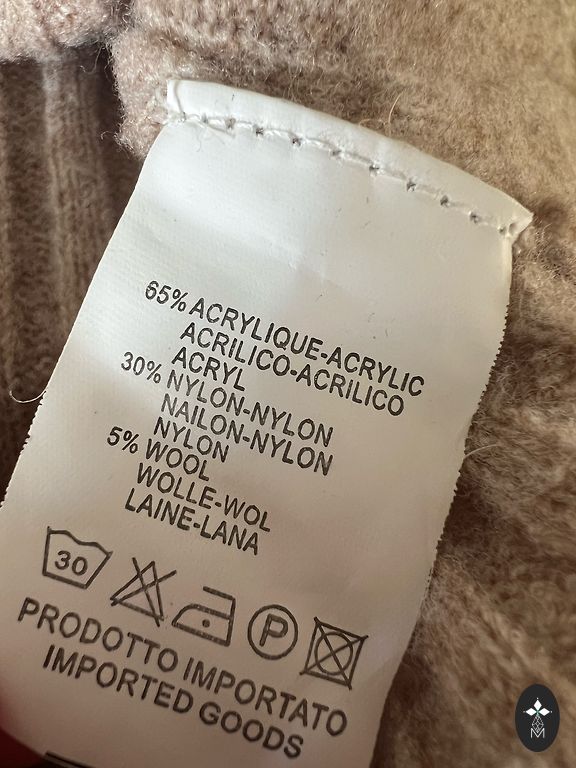 65% ACRYLIQUE-ACRYLIC
ACRILICO-ACRILICO
ACRYL
30% NYLON-NYLON
NAILON-NYLON
NYLON
5% WOOL
WOLLE-WOL
LAINE-LANA
30
P
PRODOTTO IMPORTATO
IMPORTED GOODS
M